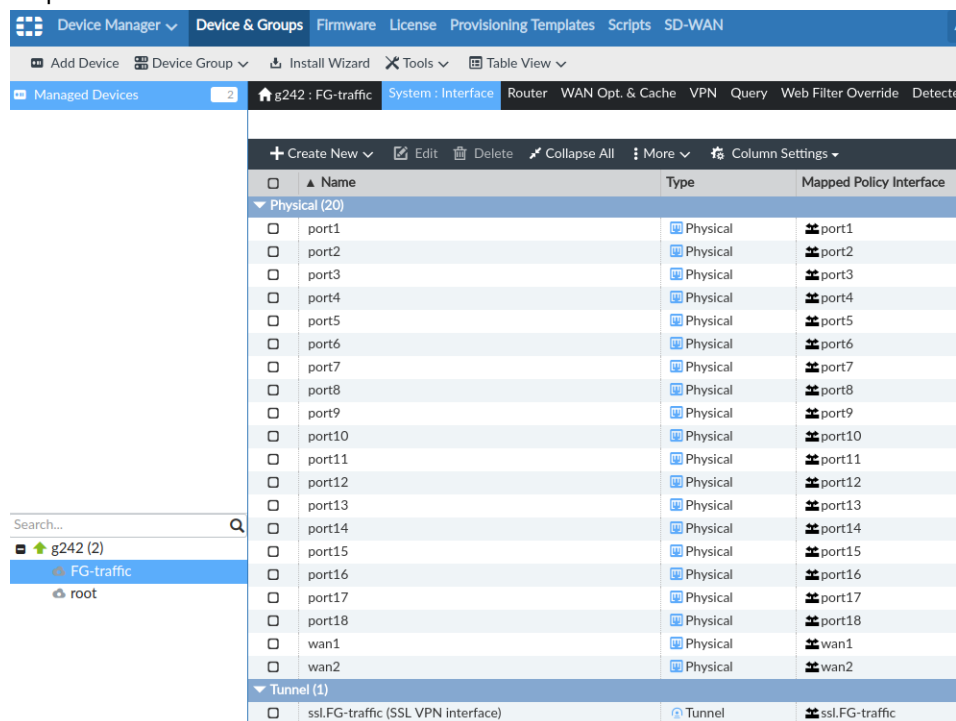 Device Manager Device & Groups Firmware License Provisioning Templates Scripts SD-WAN
Add Device Device Group Install Wizard Tools Table View
Managed Devices 2 g242 : FG-traffic System : Interface Router WAN Opt. & Cache VPN Query Web Filter Override
Create New Edit Delete Collapse All More Column Settings
Name Type Mapped Policy Interface
Physical (20)
port1 Physical port1
port2 Physical port2
port3 Physical port3
port4 Physical port4
port5 Physical port5
port6 Physical port6
port7 Physical port7
port8 Physical port8
port9 Physical port9
port10 Physical port10
port11 Physical port11
port12 Physical port12
port13 Physical port13
Search... port14 Physical port14
g242 (2) port15 Physical port15
FG-traffic port16 Physical port16
root port17 Physical port17
port18 Physical port18
wan1 Physical wan1
wan2 Physical wan2
Tunnel (1)
ssl.FG-traffic (SSL VPN interface) Tunnel ssl.FG-traffic